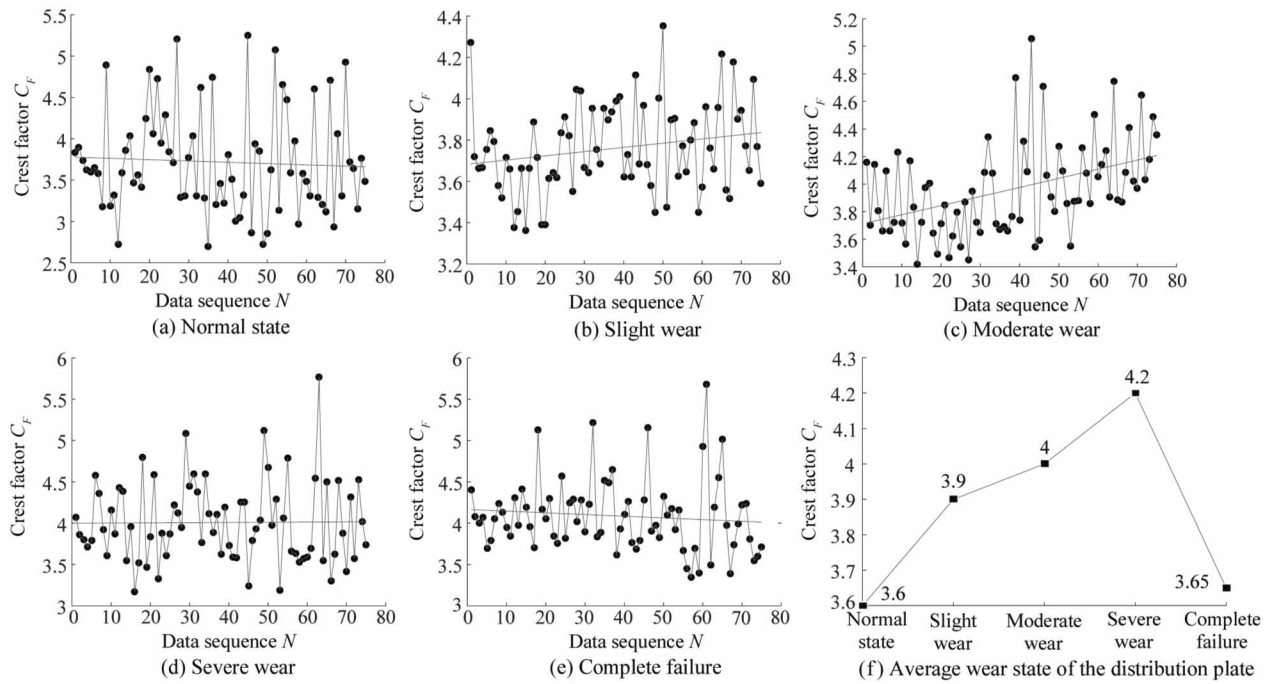 5.5
5
4.5
4
3.5
3
2.5
Crest factor C_F
0 10 20 30 40 50 60 70 80
Data sequence N
(a) Normal state
4.4
4.2
4
3.8
3.6
3.4
3.2
Crest factor C_F
0 10 20 30 40 50 60 70 80
Data sequence N
(b) Slight wear
5.2
5
4.8
4.6
4.4
4.2
4
3.8
3.6
3.4
Crest factor C_F
0 10 20 30 40 50 60 70 80
Data sequence N
(c) Moderate wear
6
5.5
5
4.5
4
3.5
3
Crest factor C_F
0 10 20 30 40 50 60 70 80
Data sequence N
(d) Severe wear
6
5.5
5
4.5
4
3.5
3
Crest factor C_F
0 10 20 30 40 50 60 70 80
Data sequence N
(e) Complete failure
4.3
4.2
4.1
4
3.9
3.8
3.7
3.6
Crest factor C_F
3.6
3.9
4
4.2
3.65
Normal state
Slight wear
Moderate wear
Severe wear
Complete failure
(f) Average wear state of the distribution plate